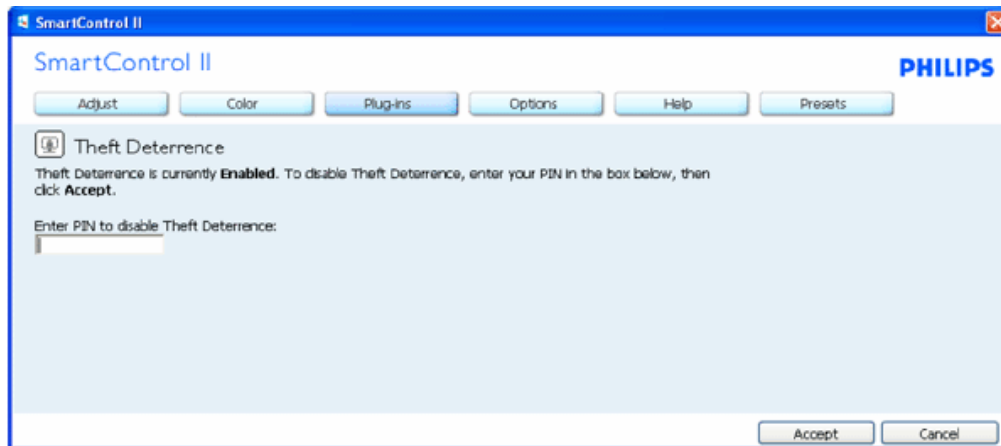 SmartControl II
SmartControl II
PHILIPS
Adjust Color Plug-ins Options Help Presets
Theft Deterrence
Theft Deterrence is currently Enabled. To disable Theft Deterrence, enter your PIN in the box below, then
click Accept.
Enter PIN to disable Theft Deterrence:
Accept Cancel